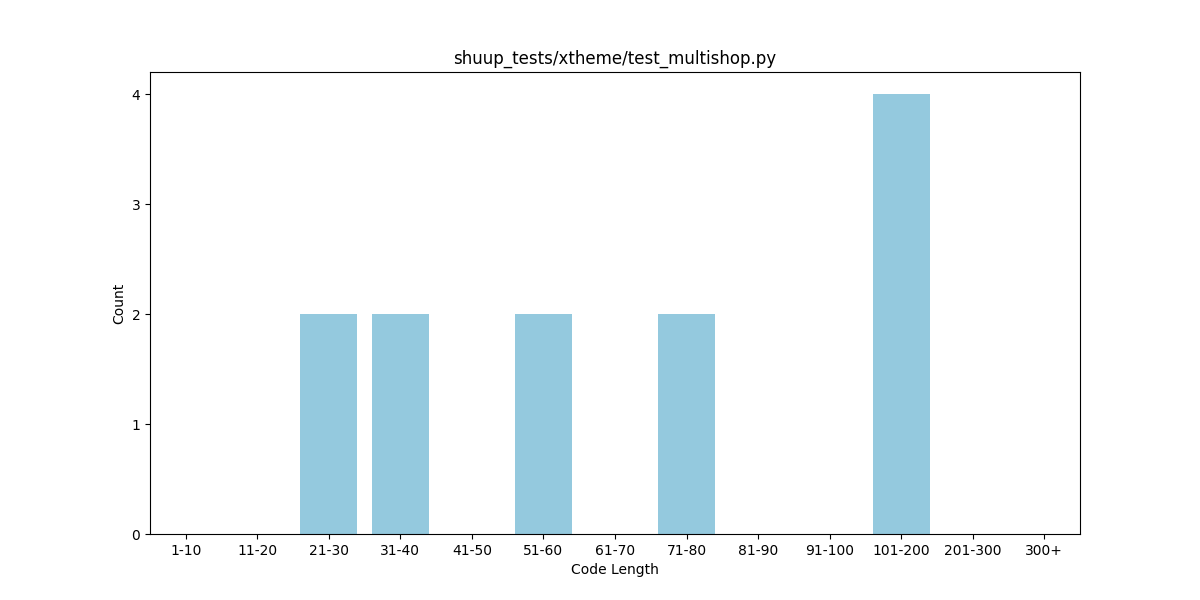 shuup_tests/xtheme/test_multishop.py
4
3
2
1
0
Count
1-10 11-20 21-30 31-40 41-50 51-60 61-70 71-80 81-90 91-100 101-200 201-300 300+
Code Length